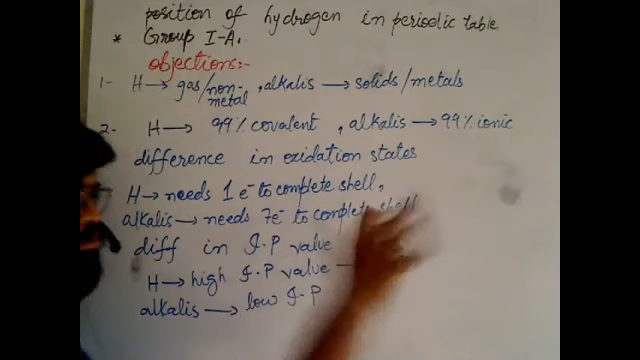 position of hydrogen in periodic table
* Group I-A.
objections:-
1- H → gas/non-metal, alkalis → solids/metals
2- H → 99% covalent, alkalis → 99% ionic
difference in oxidation states
H → needs 1 e⁻ to complete shell,
alkalis → needs 7e⁻ to complete shell
diff in I.P value
H → high I.P value —
alkalis → low I.P